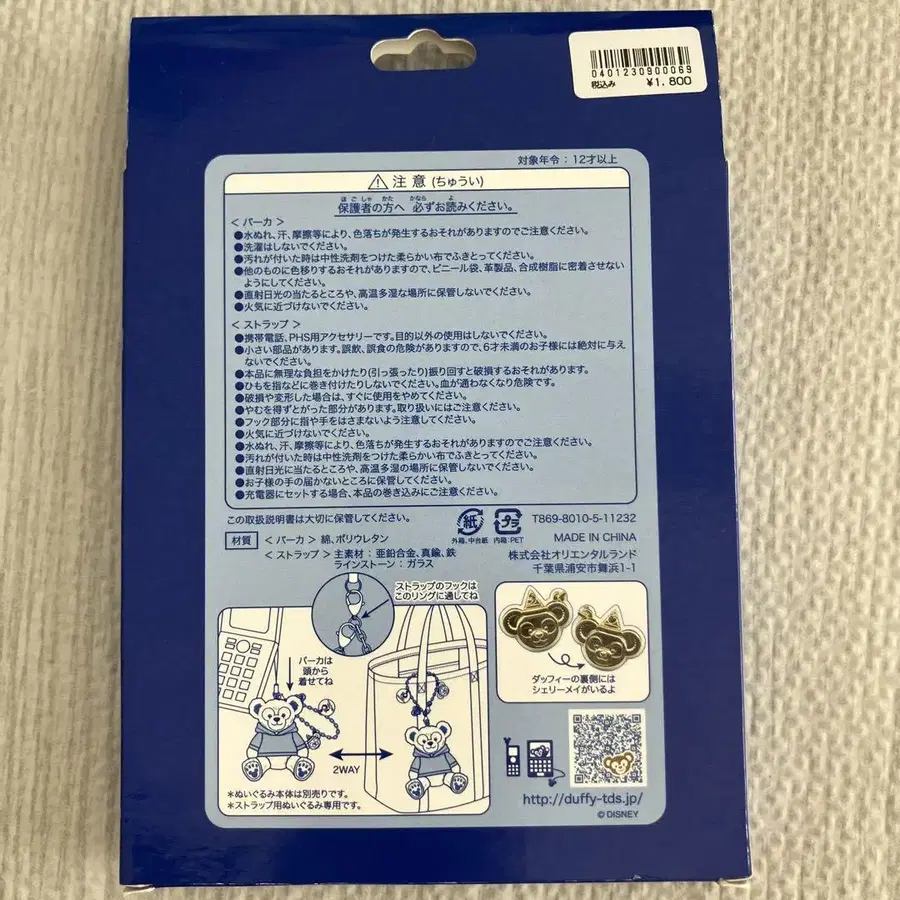 0401230900069
税込み ¥1,800
対象年令：12才以上
注意(ちゅうい)
ほごしゃ かた かなら よ
保護者の方へ 必ずお読みください。
＜パーカ＞
●水ぬれ、汗、摩擦等により、色落ちが発生するおそれがありますのでご注意ください。
●洗濯はしないでください。
●汚れが付いた時は中性洗剤をつけた柔らかい布でふきとってください。
●他のものに色移りするおそれがありますので、ビニール袋、革製品、合成樹脂に密着させない
ようにしてください。
●直射日光の当たるところや、高温多湿な場所に保管しないでください。
●火気に近づけないでください。
＜ストラップ＞
●携帯電話、PHS用アクセサリーです。目的以外の使用はしないでください。
●小さい部品があります。誤飲、誤食の危険がありますので、6才未満のお子様には絶対に与え
ないでください。
●本品に無理な負担をかけたり(引っ張ったり)振り回すと破損するおそれがあります。
●ひもを指などに巻き付けたりしないでください。血が通わなくなり危険です。
●破損や変形した場合は、すぐに使用をやめてください。
●やむを得ずとがった部分があります。取り扱いにはご注意ください。
●フック部分に指や手をはさまないよう注意してください。
●火気に近づけないでください。
●水ぬれ、汗、摩擦等により、色落ちが発生するおそれがありますのでご注意ください。
●汚れが付いた時は中性洗剤をつけた柔らかい布でふきとってください。
●直射日光に当たるところや、高温多湿の場所に保管しないでください。
●お子様の手の届かないところに保管してください。
●充電器にセットする場合、本品の巻き込みにご注意ください。
この取扱説明書は大切に保管してください。
紙
外箱、中台紙
プラ
内箱：PET
T869-8010-5-11232
材質 ＜パーカ＞ 綿、ポリウレタン
＜ストラップ＞ 主素材：亜鉛合金、真鍮、鉄
ラインストーン：ガラス
MADE IN CHINA
株式会社オリエンタルランド
千葉県浦安市舞浜1-1
ストラップのフックは
このリングに通してね
パーカは
頭から
着せてね
2WAY
＊ぬいぐるみ本体は別売りです。
＊ストラップ用ぬいぐるみ専用です。
ダッフィーの裏側には
シェリーメイがいるよ
http://duffy-tds.jp/
© DISNEY